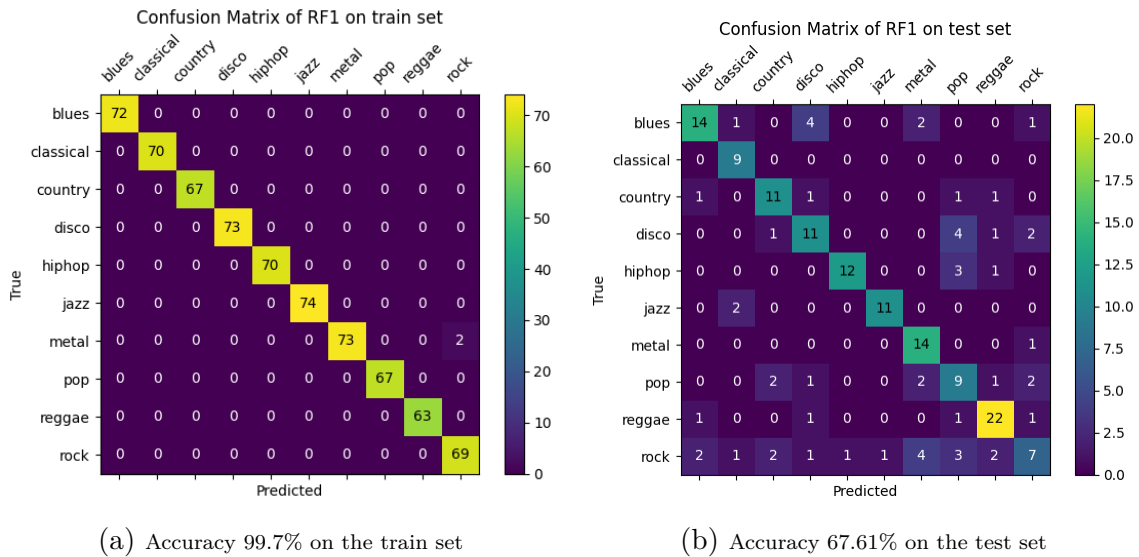 Confusion Matrix of RF1 on train set
blues classical country disco hiphop jazz metal pop reggae rock
blues 72 0 0 0 0 0 0 0 0 0
classical 0 70 0 0 0 0 0 0 0 0
country 0 0 67 0 0 0 0 0 0 0
disco 0 0 0 73 0 0 0 0 0 0
hiphop 0 0 0 0 70 0 0 0 0 0
jazz 0 0 0 0 0 74 0 0 0 0
metal 0 0 0 0 0 0 73 0 0 2
pop 0 0 0 0 0 0 0 67 0 0
reggae 0 0 0 0 0 0 0 0 63 0
rock 0 0 0 0 0 0 0 0 0 69
True
Predicted
70
60
50
40
30
20
10
0
(a) Accuracy 99.7% on the train set
Confusion Matrix of RF1 on test set
blues classical country disco hiphop jazz metal pop reggae rock
blues 14 1 0 4 0 0 2 0 0 1
classical 0 9 0 0 0 0 0 0 0 0
country 1 0 11 1 0 0 0 1 1 0
disco 0 0 1 11 0 0 0 4 1 2
hiphop 0 0 0 0 12 0 0 3 1 0
jazz 0 2 0 0 0 11 0 0 0 0
metal 0 0 0 0 0 0 14 0 0 1
pop 0 0 2 1 0 0 2 9 1 2
reggae 1 0 0 1 0 0 0 1 22 1
rock 2 1 2 1 1 1 4 3 2 7
True
Predicted
20.0
17.5
15.0
12.5
10.0
7.5
5.0
2.5
0.0
(b) Accuracy 67.61% on the test set